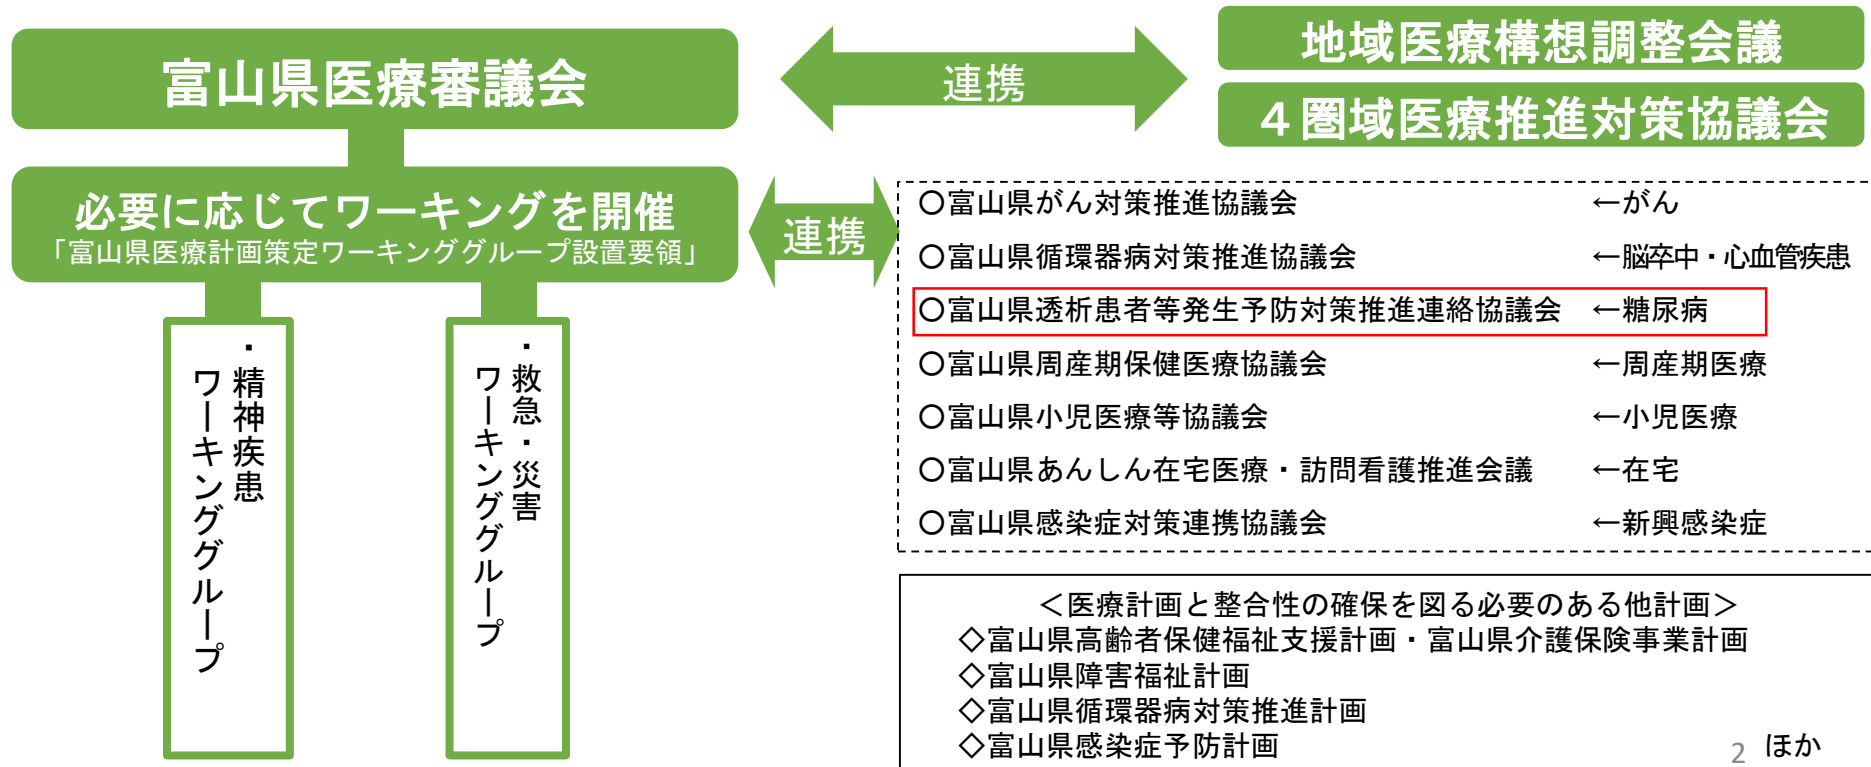 富山県医療審議会
連携
地域医療構想調整会議
４圏域医療推進対策協議会
必要に応じてワーキングを開催
「富山県医療計画策定ワーキンググループ設置要領」
連携
・精神疾患
ワーキンググループ
・救急・災害
ワーキンググループ
〇富山県がん対策推進協議会 ←がん
〇富山県循環器病対策推進協議会 ←脳卒中・心血管疾患
〇富山県透析患者等発生予防対策推進連絡協議会 ←糖尿病
〇富山県周産期保健医療協議会 ←周産期医療
〇富山県小児医療等協議会 ←小児医療
〇富山県あんしん在宅医療・訪問看護推進会議 ←在宅
〇富山県感染症対策連携協議会 ←新興感染症
＜医療計画と整合性の確保を図る必要のある他計画＞
◇富山県高齢者保健福祉支援計画・富山県介護保険事業計画
◇富山県障害福祉計画
◇富山県循環器病対策推進計画
◇富山県感染症予防計画
2 ほか